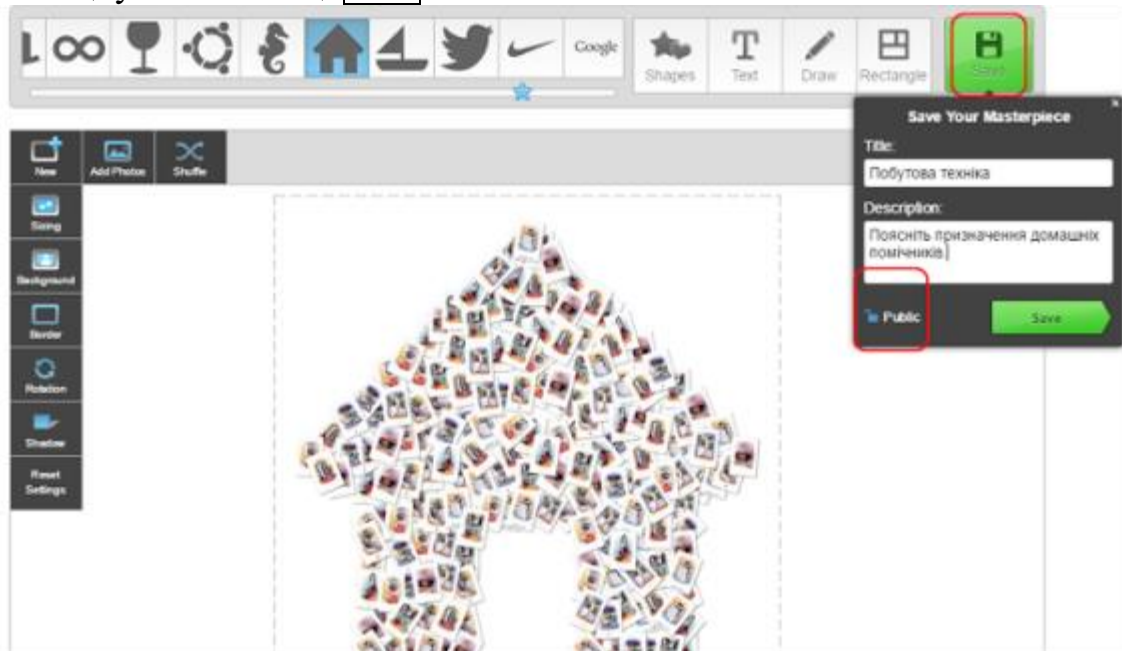 Google
Shapes
Text
Draw
Rectangle
Save
Save Your Masterpiece
Title:
Побутова техніка
Description:
Поясніть призначення домашніх
помічників.
Public
Save
New
Add Photos
Shuffle
Sizing
Background
Border
Rotation
Shadow
Reset
Settings